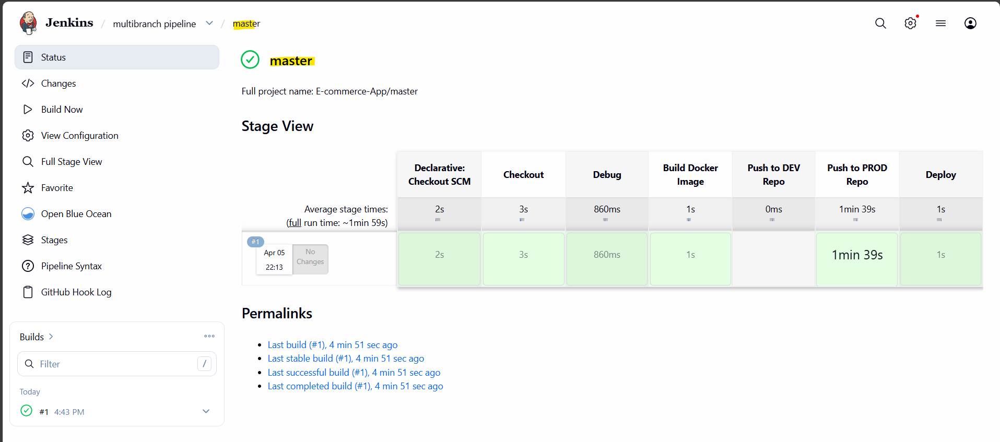 Jenkins / multibranch pipeline / master
Status
Changes
Build Now
View Configuration
Full Stage View
Favorite
Open Blue Ocean
Stages
Pipeline Syntax
GitHub Hook Log
Builds
Filter /
Today
#1 4:43 PM
master
Full project name: E-commerce-App/master
Stage View
Declarative:
Checkout SCM
Checkout
Debug
Build Docker
Image
Push to DEV
Repo
Push to PROD
Repo
Deploy
Average stage times:
(full run time: ~1min 59s)
2s
3s
860ms
1s
0ms
1min 39s
1s
#1
Apr 05
22:13
No
Changes
2s
3s
860ms
1s
1min 39s
1s
Permalinks
Last build (#1), 4 min 51 sec ago
Last stable build (#1), 4 min 51 sec ago
Last successful build (#1), 4 min 51 sec ago
Last completed build (#1), 4 min 51 sec ago